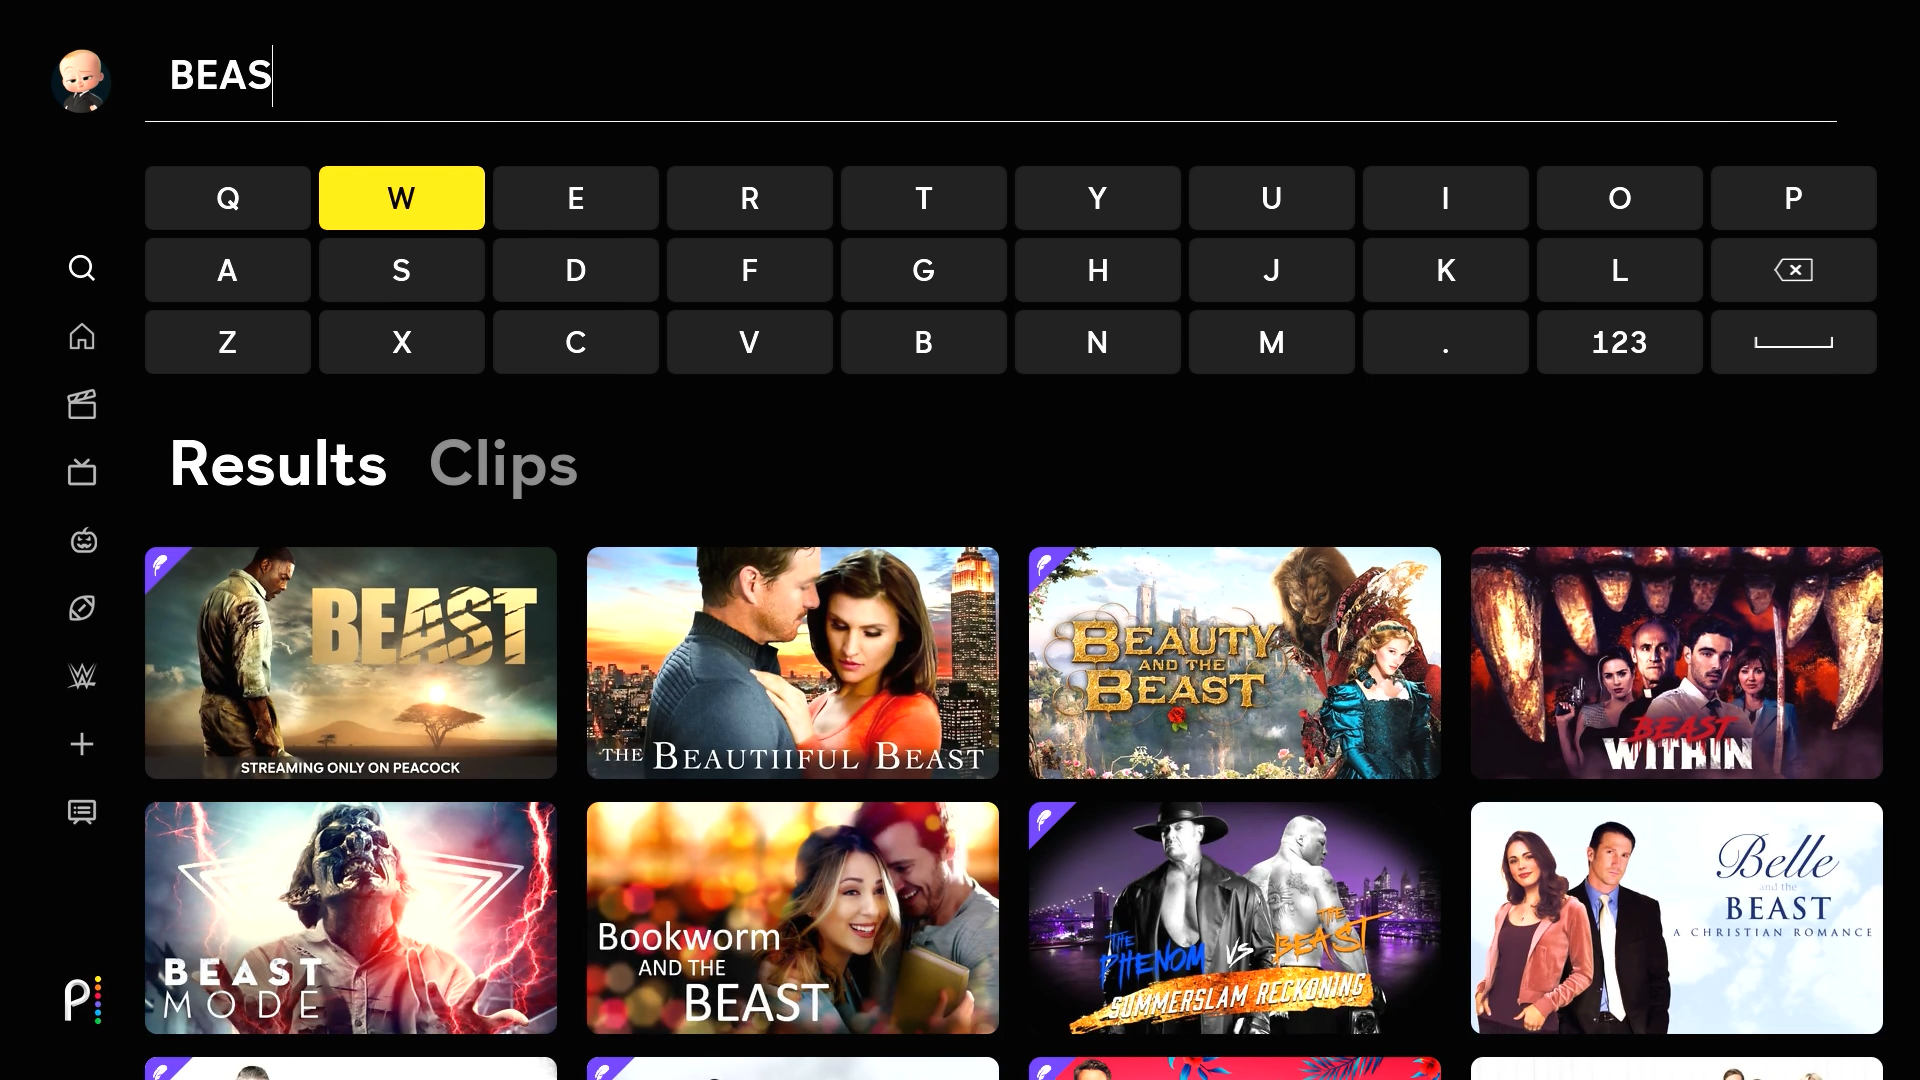 BEAS
Q W E R T Y U I O P
A S D F G H J K L
Z X C V B N M . 123
Results Clips
BEAST
STREAMING ONLY ON PEACOCK
THE BEAUTIIFUL BEAST
BEAUTY
AND THE
BEAST
BEAST
WITHIN
BEAST
MODE
Bookworm
AND THE
BEAST
THE PHENOM VS THE BEAST
SUMMERSLAM RECKONING
Belle
and the
BEAST
A CHRISTIAN ROMANCE
P